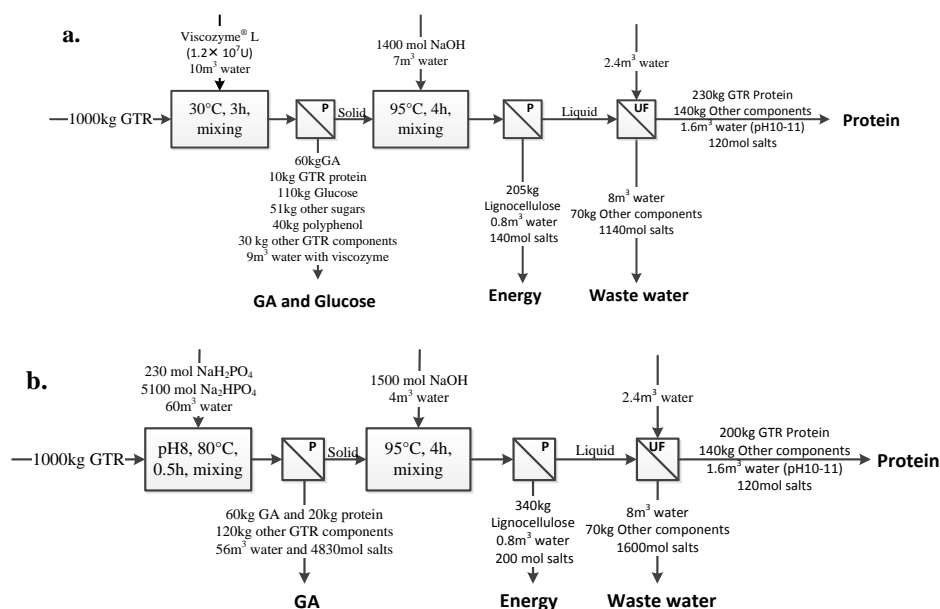 a.
Viscozyme® L
(1.2× 10⁷U)
10m³ water
1000kg GTR
30°C, 3h,
mixing
P
Solid
60kgGA
10kg GTR protein
110kg Glucose
51kg other sugars
40kg polyphenol
30 kg other GTR components
9m³ water with viscozyme
GA and Glucose
1400 mol NaOH
7m³ water
95°C, 4h,
mixing
P
Liquid
205kg
Lignocellulose
0.8m³ water
140mol salts
Energy
2.4m³ water
UF
8m³ water
70kg Other components
1140mol salts
Waste water
230kg GTR Protein
140kg Other components
1.6m³ water (pH10-11)
120mol salts
Protein
b.
230 mol NaH₂PO₄
5100 mol Na₂HPO₄
60m³ water
1000kg GTR
pH8, 80°C,
0.5h, mixing
P
Solid
60kg GA and 20kg protein
120kg other GTR components
56m³ water and 4830mol salts
GA
1500 mol NaOH
4m³ water
95°C, 4h,
mixing
P
Liquid
340kg
Lignocellulose
0.8m³ water
200 mol salts
Energy
2.4m³ water
UF
8m³ water
70kg Other components
1600mol salts
Waste water
200kg GTR Protein
140kg Other components
1.6m³ water (pH10-11)
120mol salts
Protein